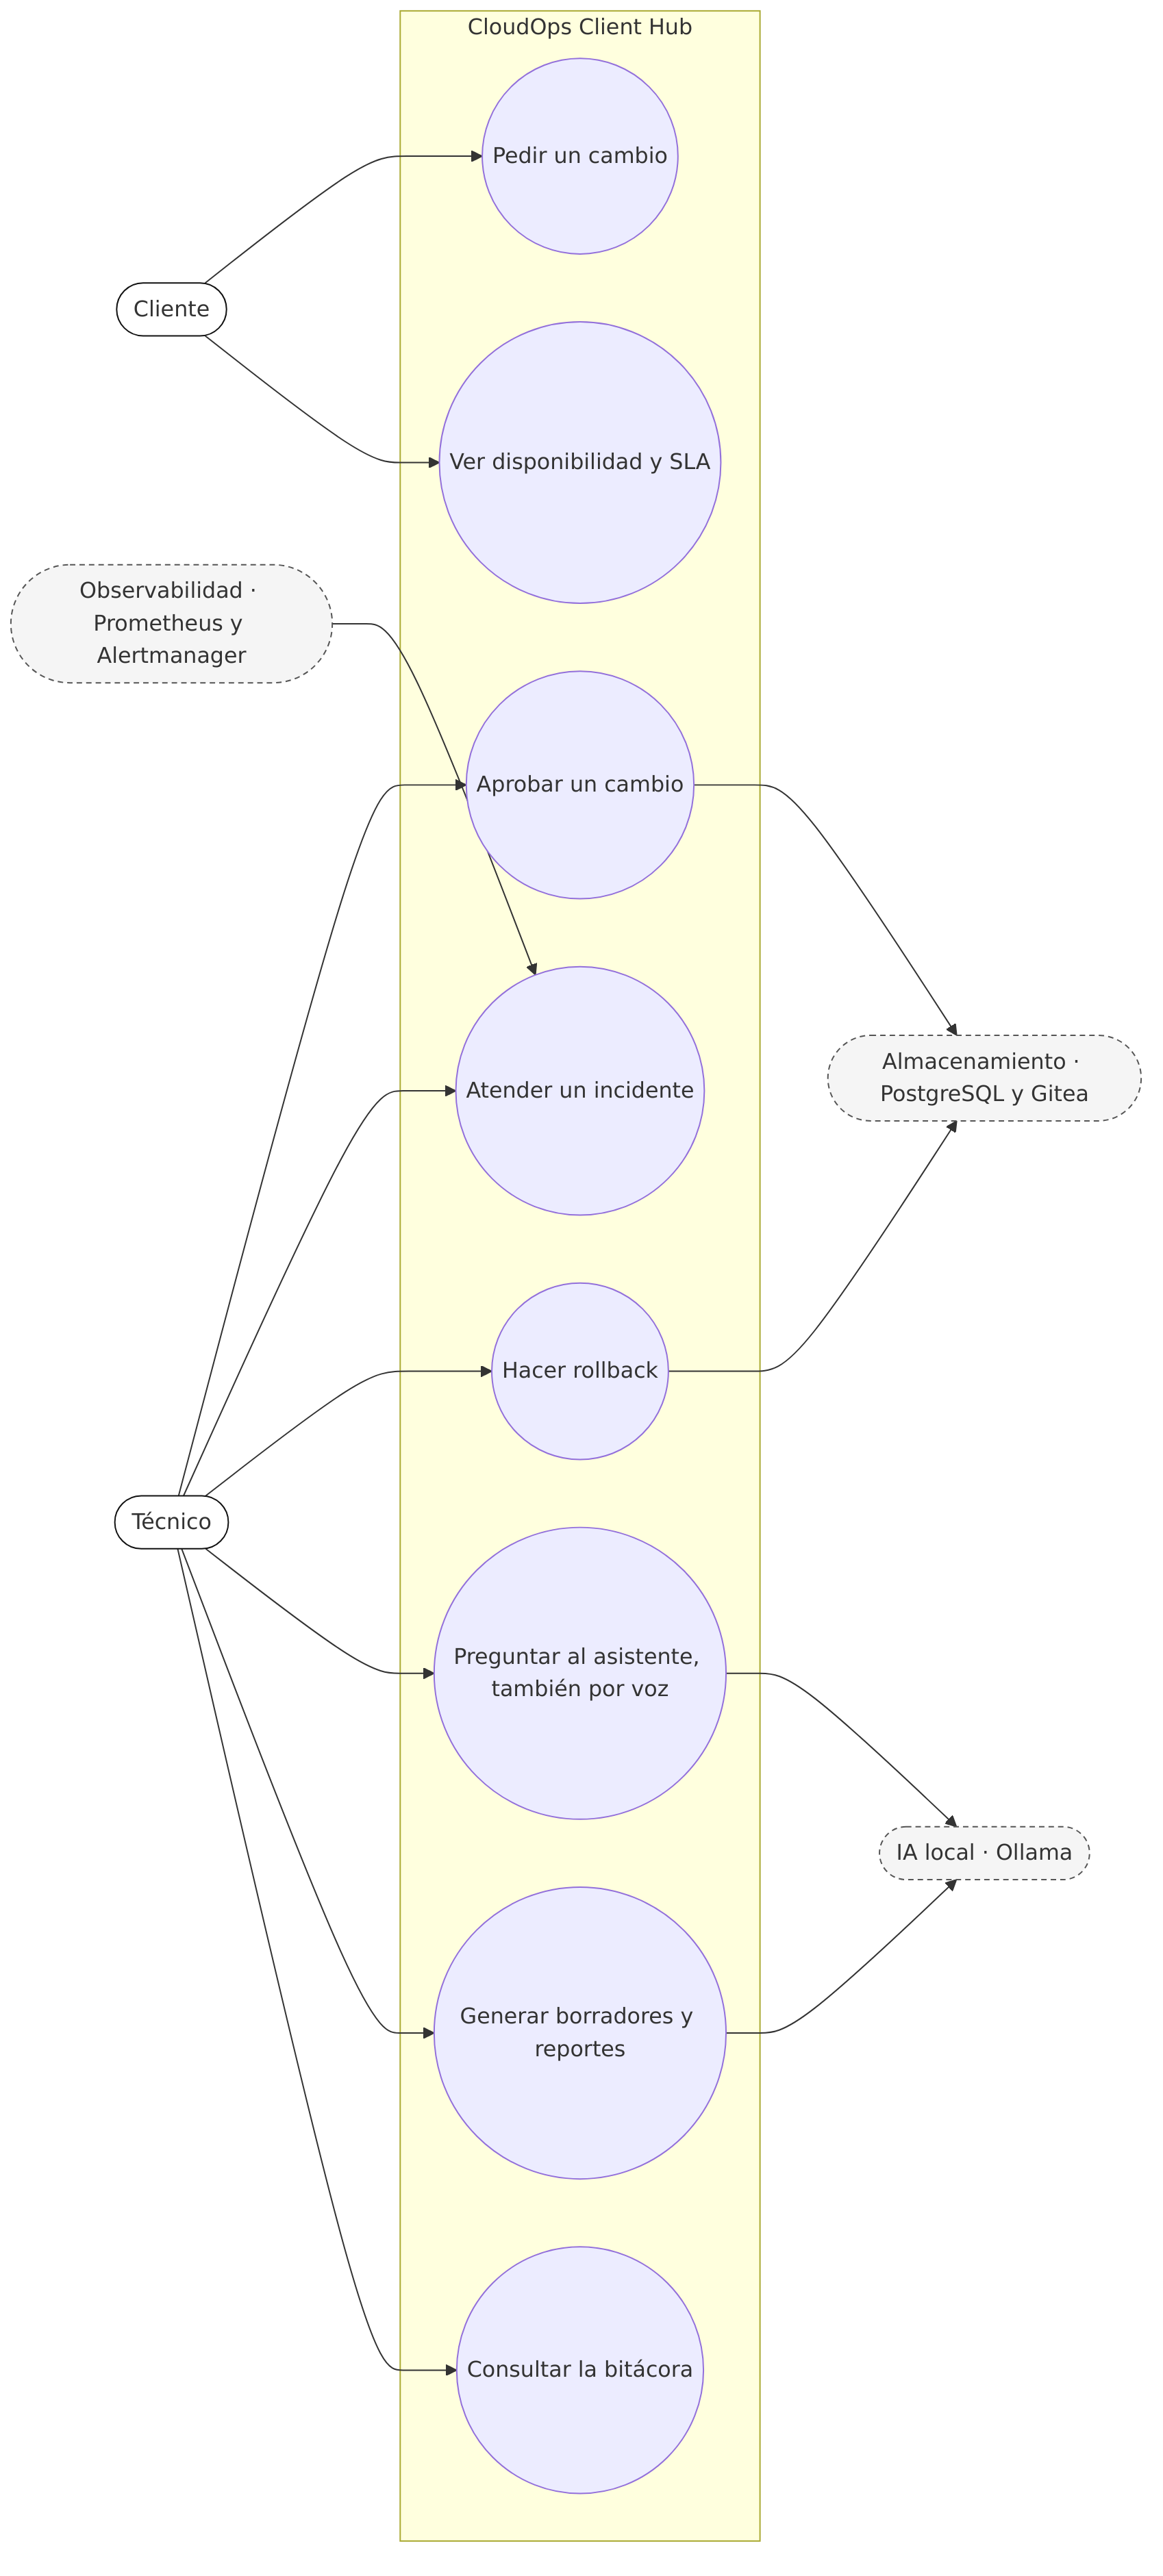 CloudOps Client Hub
Pedir un cambio
Cliente
Ver disponibilidad y SLA
Observabilidad ·
Prometheus y
Alertmanager
Aprobar un cambio
Atender un incidente
Almacenamiento ·
PostgreSQL y Gitea
Hacer rollback
Técnico
Preguntar al asistente,
también por voz
IA local · Ollama
Generar borradores y
reportes
Consultar la bitácora